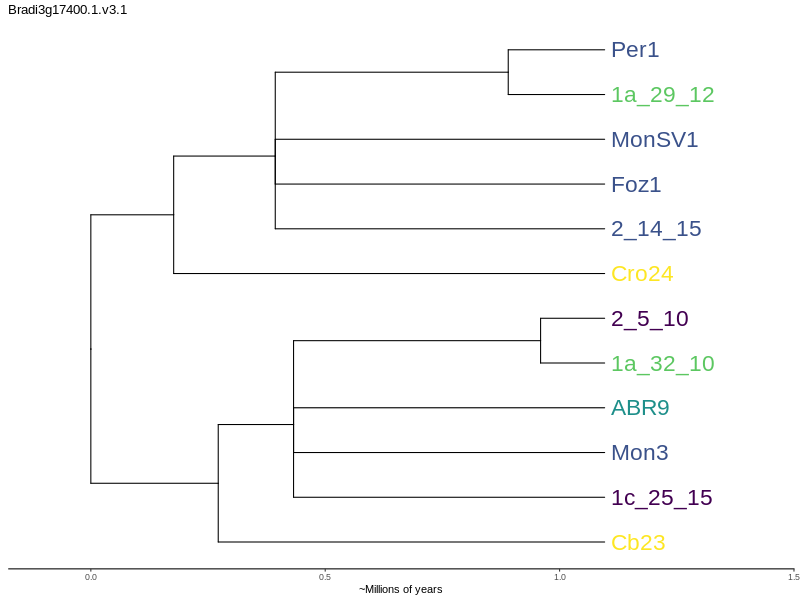 Bradi3g17400.1.v3.1
Per1
1a_29_12
MonSV1
Foz1
2_14_15
Cro24
2_5_10
1a_32_10
ABR9
Mon3
1c_25_15
Cb23
0.0 0.5 1.0 1.5
~Millions of years